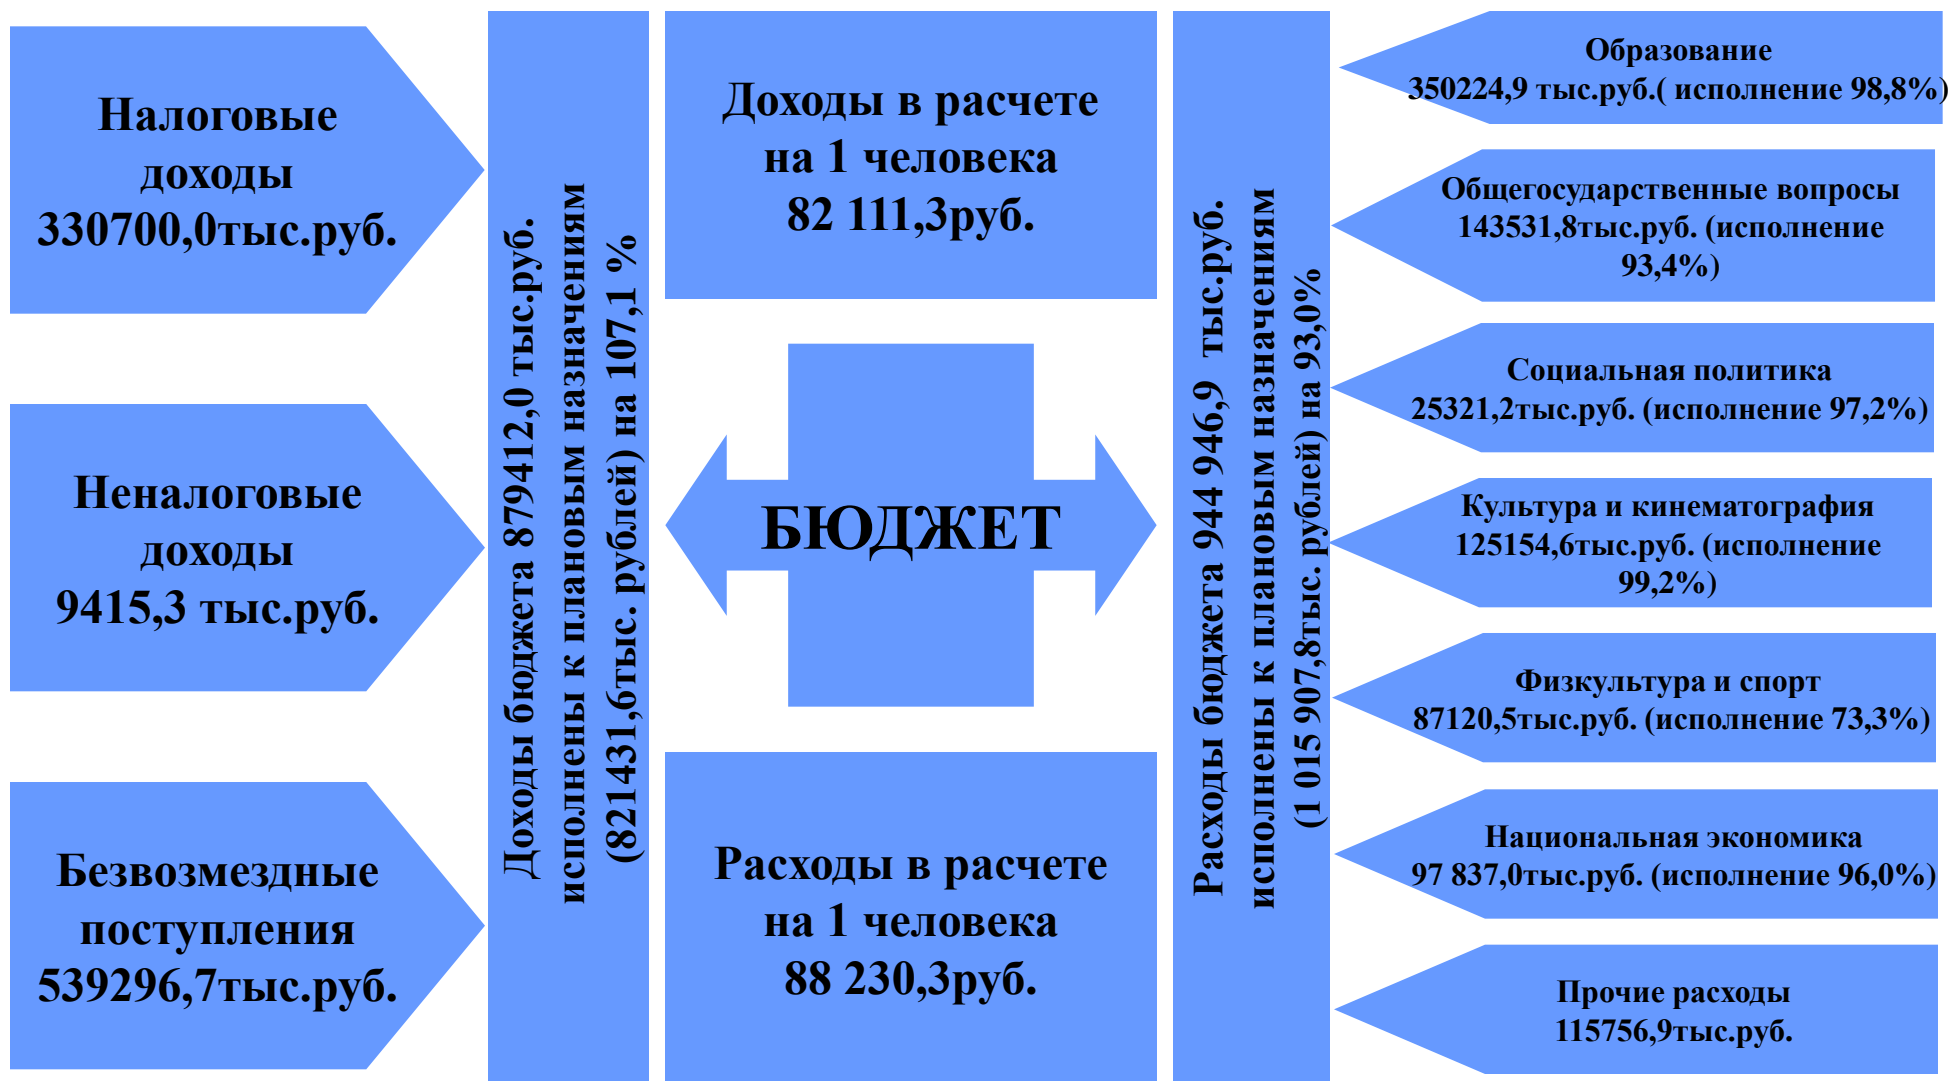 Налоговые
доходы
330700,0тыс.руб.
Неналоговые
доходы
9415,3 тыс.руб.
Безвозмездные
поступления
539296,7тыс.руб.
Доходы бюджета 879412,0 тыс.руб.
исполнены к плановым назначениям
(821431,6тыс. рублей) на 107,1 %
Доходы в расчете
на 1 человека
82 111,3руб.
БЮДЖЕТ
Расходы в расчете
на 1 человека
88 230,3руб.
Расходы бюджета 944 946,9 тыс.руб.
исполнены к плановым назначениям
(1 015 907,8тыс. рублей) на 93,0%
Образование
350224,9 тыс.руб.( исполнение 98,8%)
Общегосударственные вопросы
143531,8тыс.руб. (исполнение
93,4%)
Социальная политика
25321,2тыс.руб. (исполнение 97,2%)
Культура и кинематография
125154,6тыс.руб. (исполнение
99,2%)
Физкультура и спорт
87120,5тыс.руб. (исполнение 73,3%)
Национальная экономика
97 837,0тыс.руб. (исполнение 96,0%)
Прочие расходы
115756,9тыс.руб.